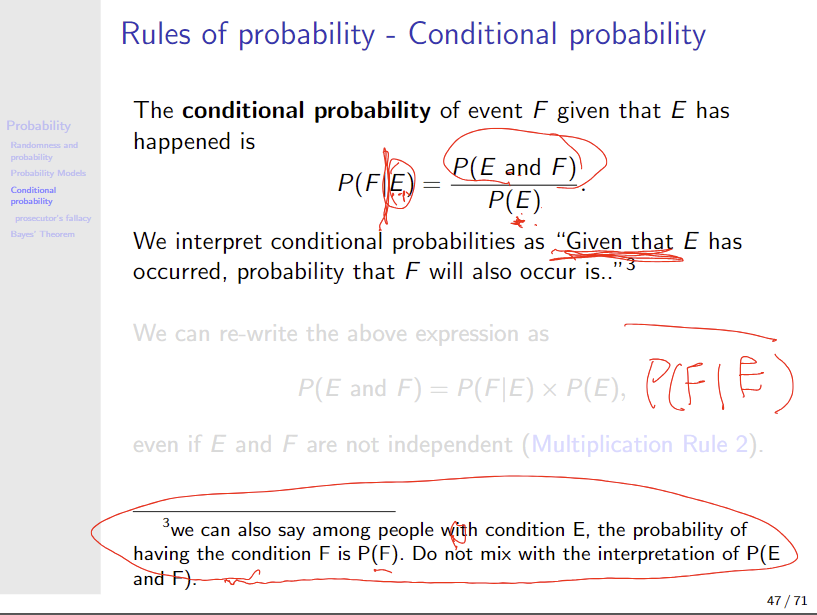 Rules of probability - Conditional probability
Probability
Randomness and
probability
Probability Models
Conditional
probability
prosecutor's fallacy
Bayes' Theorem
The conditional probability of event F given that E has
happened is
P(F|E) = P(E and F) / P(E).
We interpret conditional probabilities as “Given that E has
occurred, probability that F will also occur is..”3
We can re-write the above expression as
P(E and F) = P(F|E) × P(E),
P(F|E)
even if E and F are not independent (Multiplication Rule 2).
3we can also say among people with condition E, the probability of
having the condition F is P(F). Do not mix with the interpretation of P(E
and F).
47 / 71